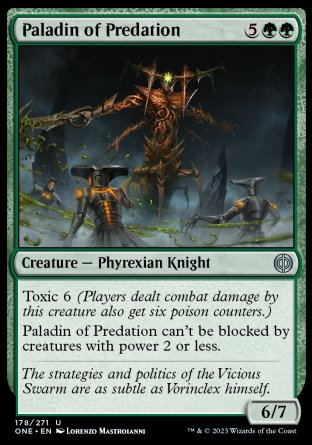 Paladin of Predation 5
Creature — Phyrexian Knight
Toxic 6 (Players dealt combat damage by
this creature also get six poison counters.)
Paladin of Predation can't be blocked by
creatures with power 2 or less.
The strategies and politics of the Vicious
Swarm are as subtle as Vorinclex himself.
6/7
178/271 U
ONE • EN Lorenzo Mastroianni
™ & © 2023 Wizards of the Coast